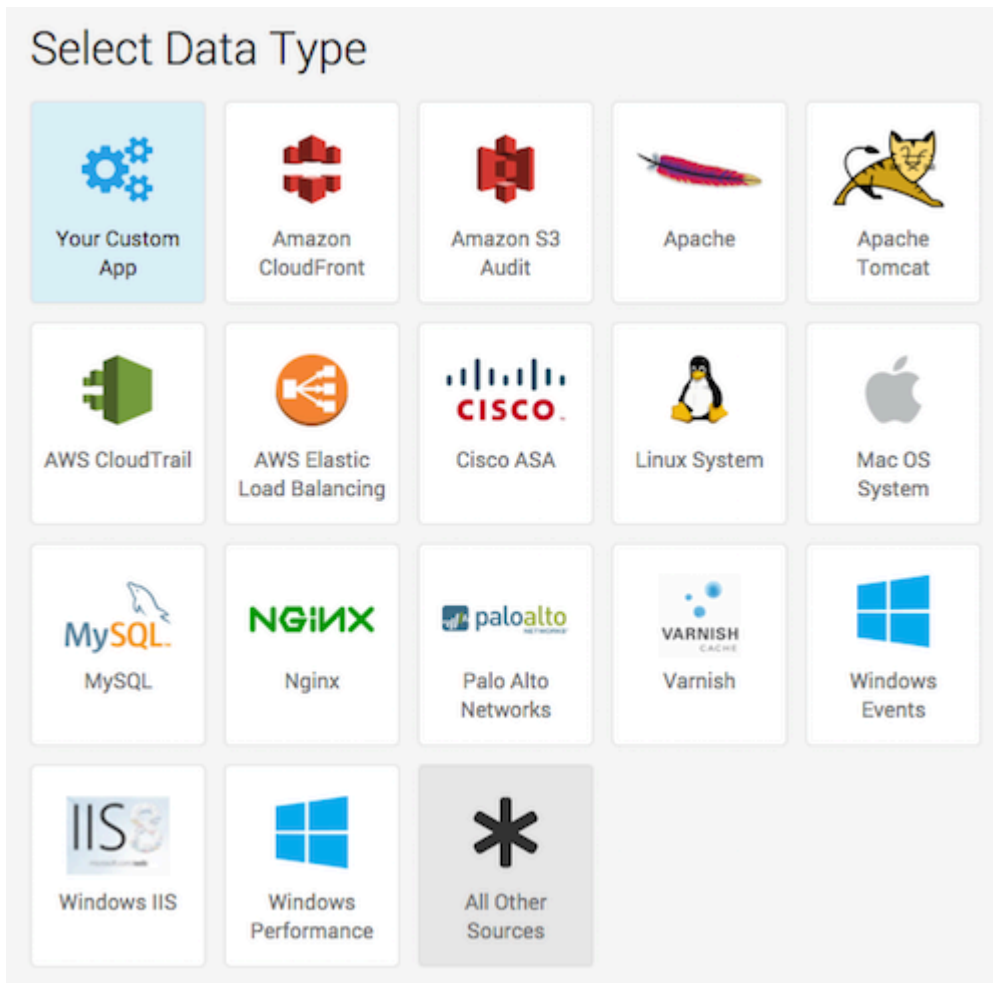 Select Data Type
Your Custom
App
Amazon
CloudFront
Amazon S3
Audit
Apache
Apache
Tomcat
AWS CloudTrail
AWS Elastic
Load Balancing
CISCO
Cisco ASA
Linux System
Mac OS
System
MySQL™
MySQL
NGINX
Nginx
paloalto
NETWORKS
Palo Alto
Networks
VARNISH
CACHE
Varnish
Windows
Events
IIS8
Windows IIS
Windows
Performance
All Other
Sources